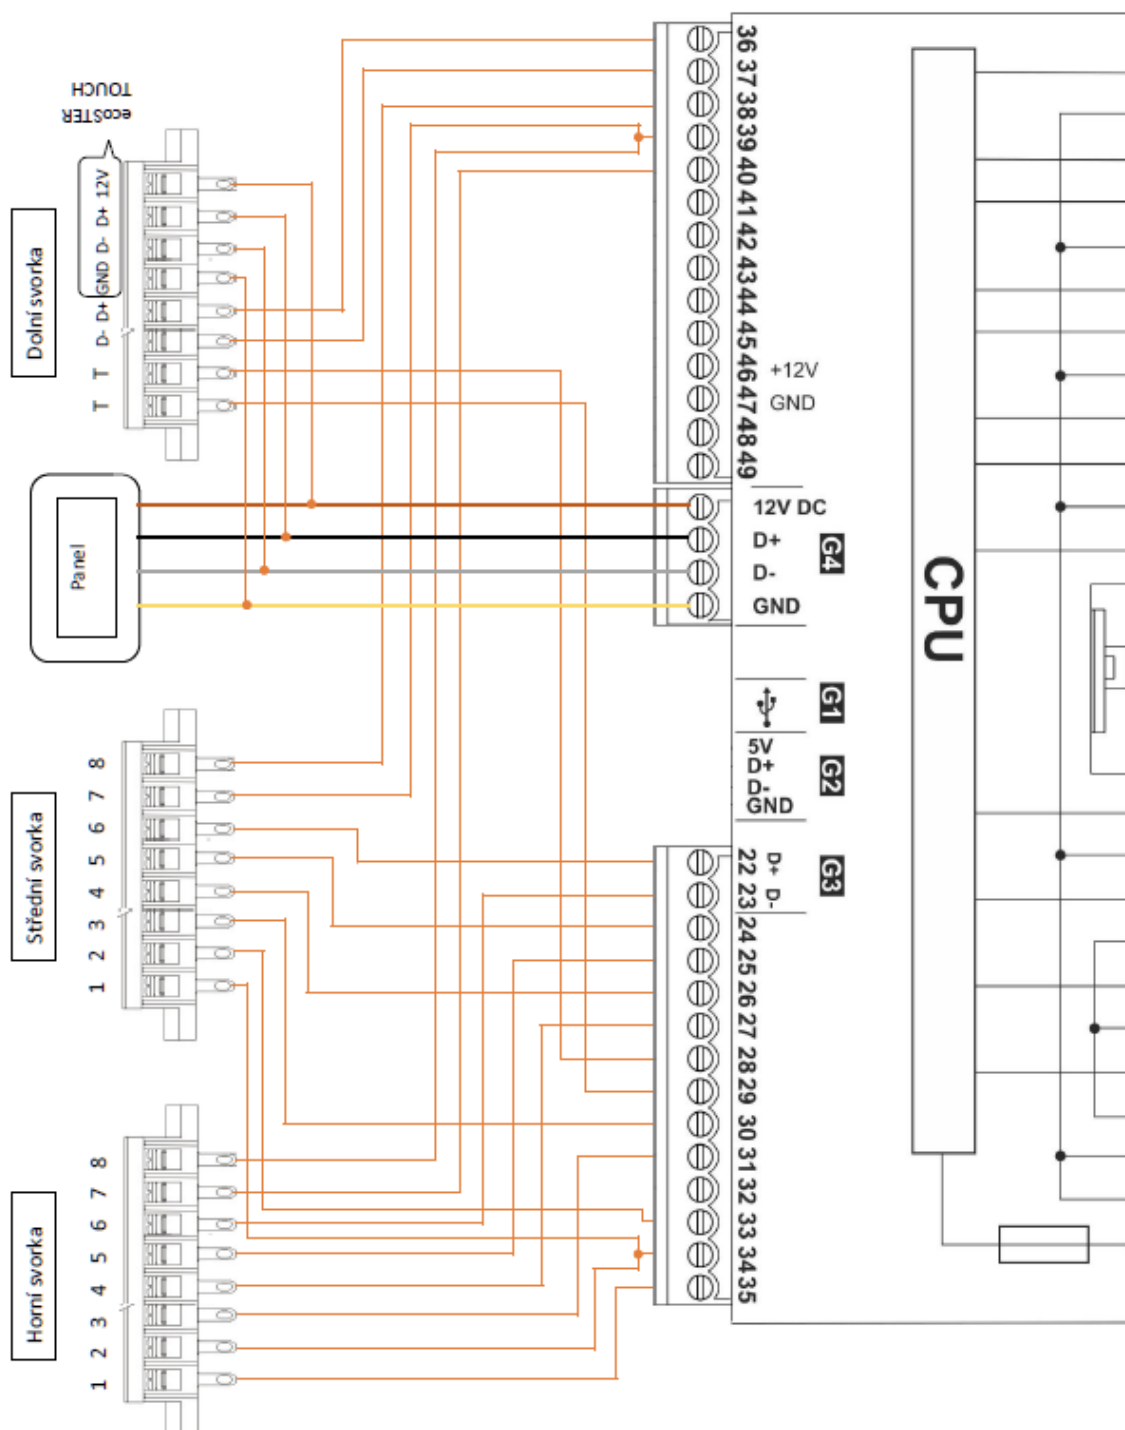 ecoSTER
TOUCH
12V
D+
D-
GND
D+
D-
T
T
Dolní svorka
Panel
8
7
6
5
4
3
2
1
Střední svorka
8
7
6
5
4
3
2
1
Horní svorka
36
37
38
39
40
41
42
43
44
45
46 +12V
47 GND
48
49
12V DC
D+
D-
GND
G4
G1
5V
D+
D-
GND
G2
22 D+
23 D-
G3
24
25
26
27
28
29
30
31
32
33
34
35
CPU